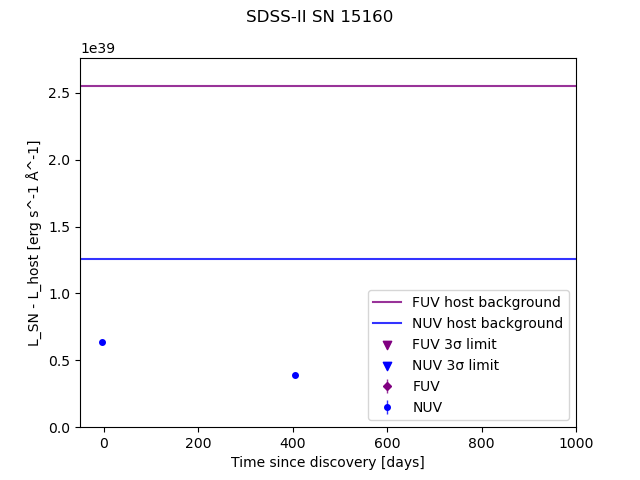 SDSS-II SN 15160
1e39
2.5
2.0
1.5
1.0
0.5
0.0
L_SN - L_host [erg s^-1 Å^-1]
FUV host background
NUV host background
FUV 3σ limit
NUV 3σ limit
FUV
NUV
0 200 400 600 800 1000
Time since discovery [days]